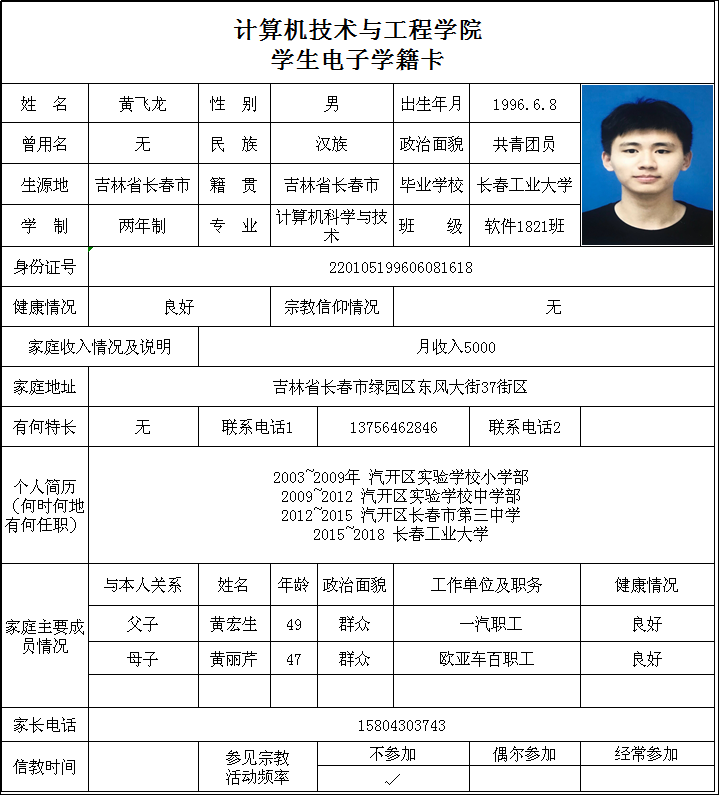 计算机技术与工程学院
学生电子学籍卡
姓 名 黄飞龙 性 别 男 出生年月 1996.6.8
曾用名 无 民 族 汉族 政治面貌 共青团员
生源地 吉林省长春市 籍 贯 吉林省长春市 毕业学校 长春工业大学
学 制 两年制 专 业 计算机科学与技术 班 级 软件1821班
身份证号 220105199606081618
健康情况 良好 宗教信仰情况 无
家庭收入情况及说明 月收入5000
家庭地址 吉林省长春市绿园区东风大街37街区
有何特长 无 联系电话1 13756462846 联系电话2
个人简历
(何时何地
有何任职)
2003~2009年 汽开区实验学校小学部
2009~2012 汽开区实验学校中学部
2012~2015 汽开区长春市第三中学
2015~2018 长春工业大学
家庭主要成
员情况
与本人关系 姓名 年龄 政治面貌 工作单位及职务 健康情况
父子 黄宏生 49 群众 一汽职工 良好
母子 黄丽芹 47 群众 欧亚车百职工 良好
家长电话 15804303743
信教时间 参见宗教
活动频率
不参加 偶尔参加 经常参加
✓